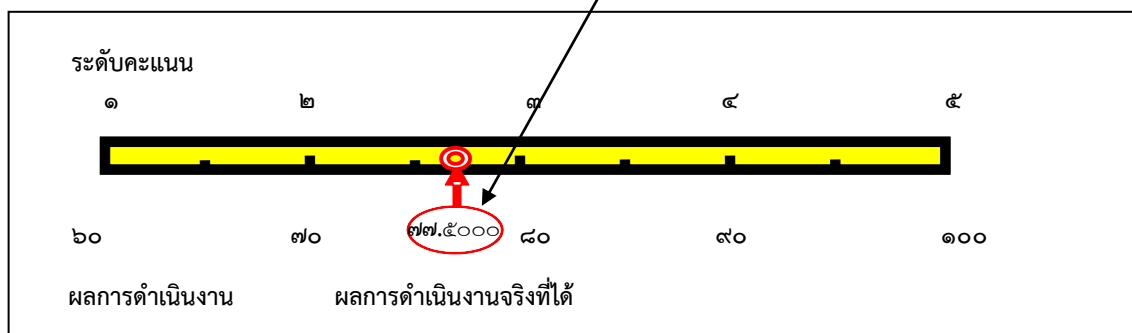 ระดับคะแนน
๑ ๒ ๓ ๔ ๕
๖๐ ๗๐ ๗๗.๕๐๐๐ ๘๐ ๙๐ ๑๐๐
ผลการดำเนินงาน ผลการดำเนินงานจริงที่ได้